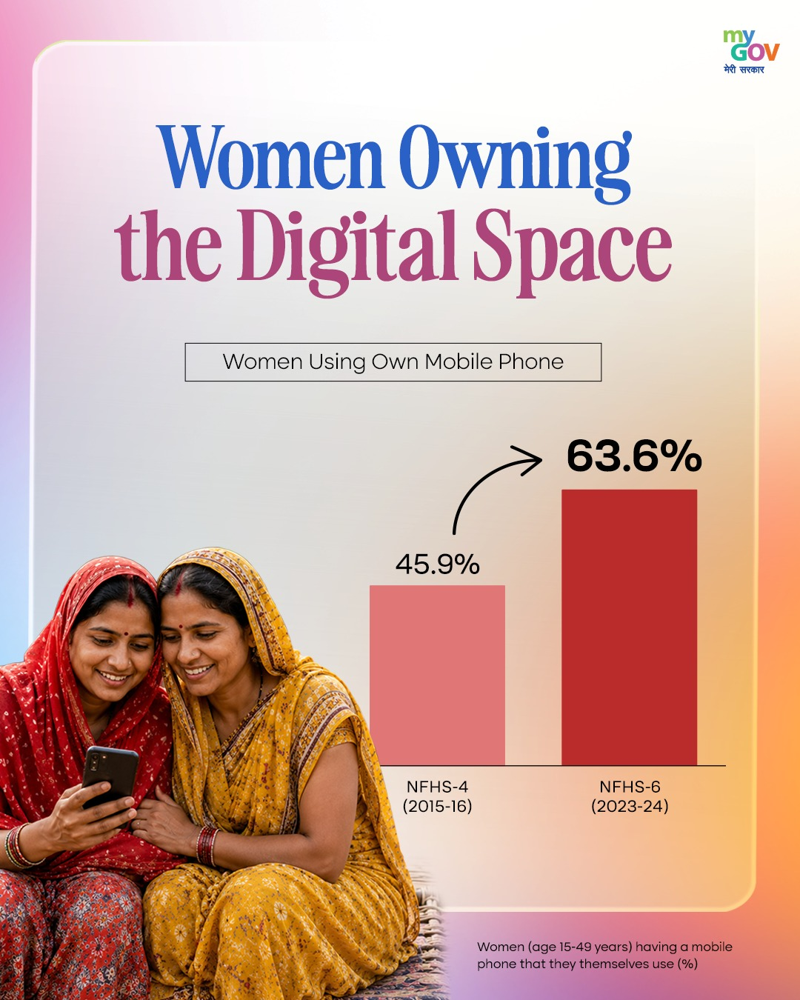 my
GOV
मेरी सरकार
Women Owning
the Digital Space
Women Using Own Mobile Phone
63.6%
45.9%
NFHS-4
(2015-16)
NFHS-6
(2023-24)
Women (age 15-49 years) having a mobile
phone that they themselves use (%)